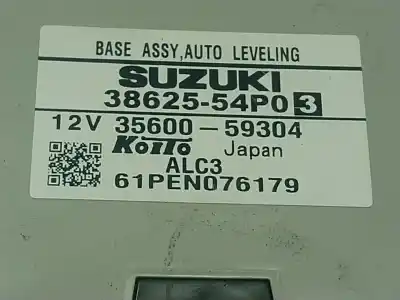 BASE ASSY,AUTO LEVELING
SUZUKI
38625-54P0 3
12V 35600-59304
KOITO Japan
ALC3
61PEN076179